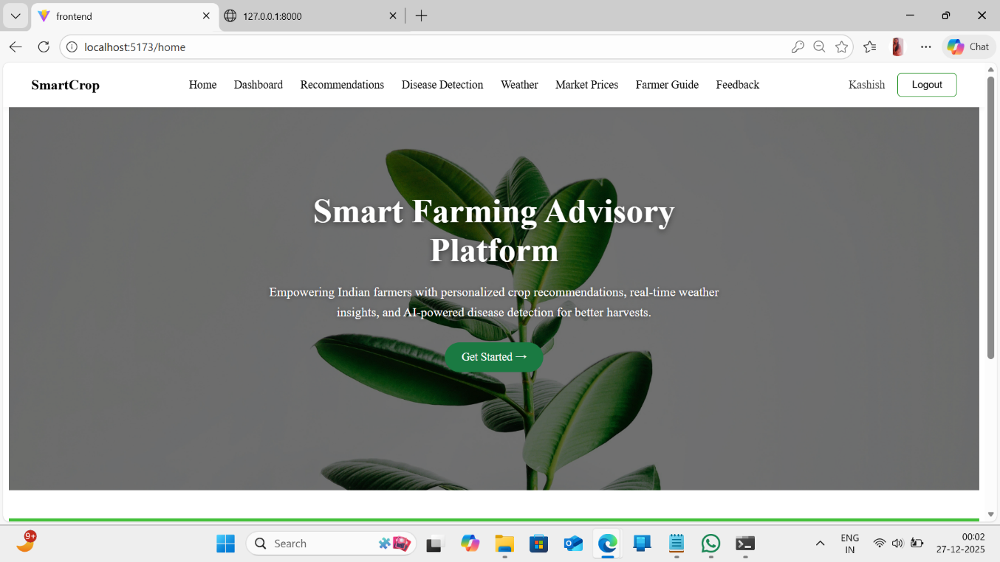 frontend
127.0.0.1:8000
localhost:5173/home
Chat
SmartCrop
Home Dashboard Recommendations Disease Detection Weather Market Prices Farmer Guide Feedback
Kashish
Logout
Smart Farming Advisory
Platform
Empowering Indian farmers with personalized crop recommendations, real-time weather
insights, and AI-powered disease detection for better harvests.
Get Started →
9+
Search
ENG
IN
00:02
27-12-2025